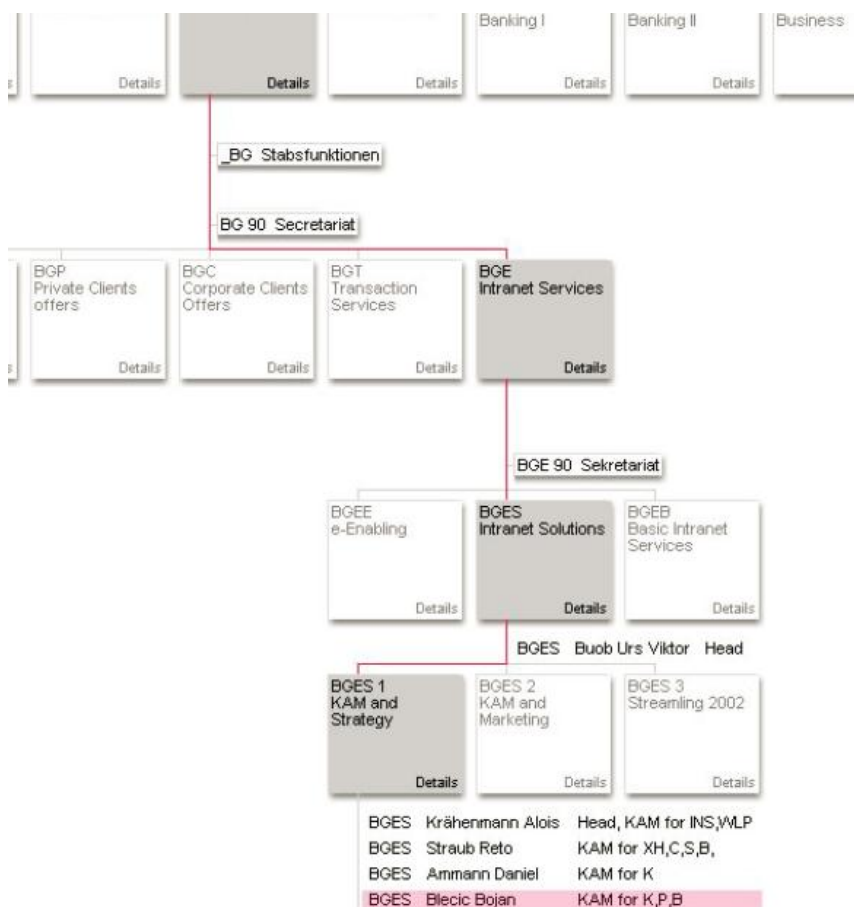 Banking I
Banking II
Business
Details
Details
Details
Details
Details
_BG Stabsfunktionen
BG 90 Secretariat
BGP
Private Clients
offers
Details
BGC
Corporate Clients
Offers
Details
BGT
Transaction
Services
Details
BGE
Intranet Services
Details
BGE 90 Sekretariat
BGEE
e-Enabling
Details
BGES
Intranet Solutions
Details
BGEB
Basic Intranet
Services
Details
BGES Buob Urs Viktor Head
BGES 1
KAM and
Strategy
Details
BGES 2
KAM and
Marketing
Details
BGES 3
Streamling 2002
Details
BGES Krähenmann Alois Head, KAM for INS,WLP
BGES Straub Reto KAM for XH,C,S,B,
BGES Ammann Daniel KAM for K
BGES Blecic Bojan KAM for K,P,B